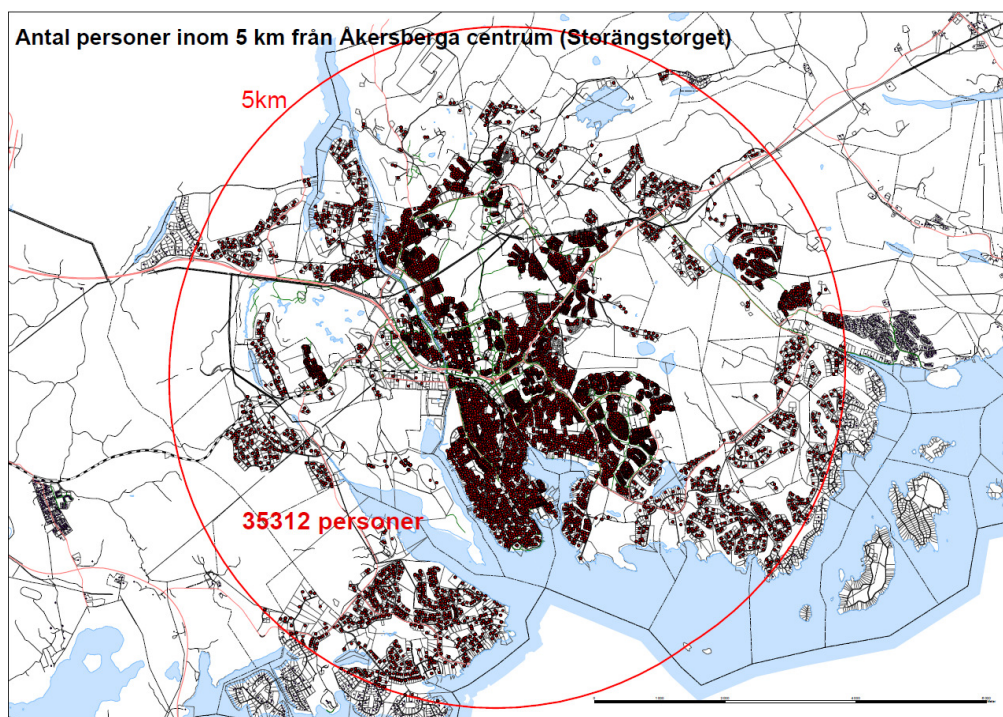 Antal personer inom 5 km från Åkersberga centrum (Storängstorget)
5km
35312 personer